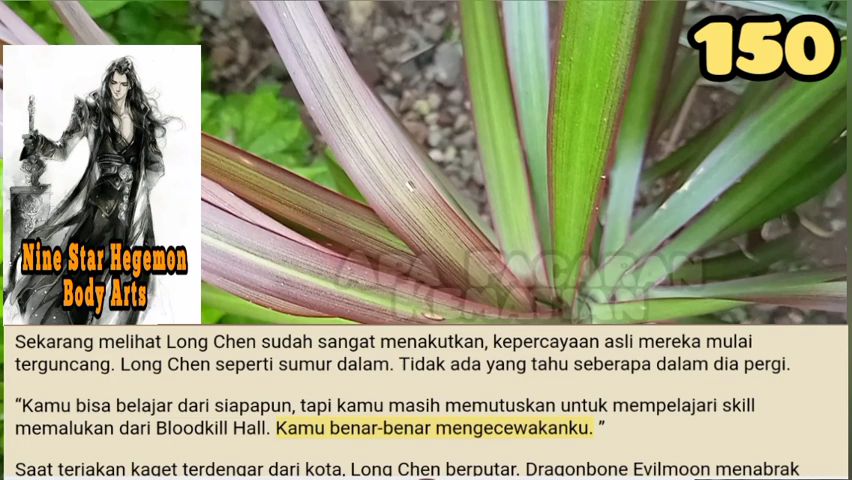 150
Nine Star Hegemon
Body Arts
APA PACARAN
KEMARIN
Sekarang melihat Long Chen sudah sangat menakutkan, kepercayaan asli mereka mulai
terguncang. Long Chen seperti sumur dalam. Tidak ada yang tahu seberapa dalam dia pergi.
“Kamu bisa belajar dari siapapun, tapi kamu masih memutuskan untuk mempelajari skill
memalukan dari Bloodkill Hall. Kamu benar-benar mengecewakanku. ”
Saat teriakan kaget terdengar dari kota, Long Chen berputar. Dragonbone Evilmoon menabrak